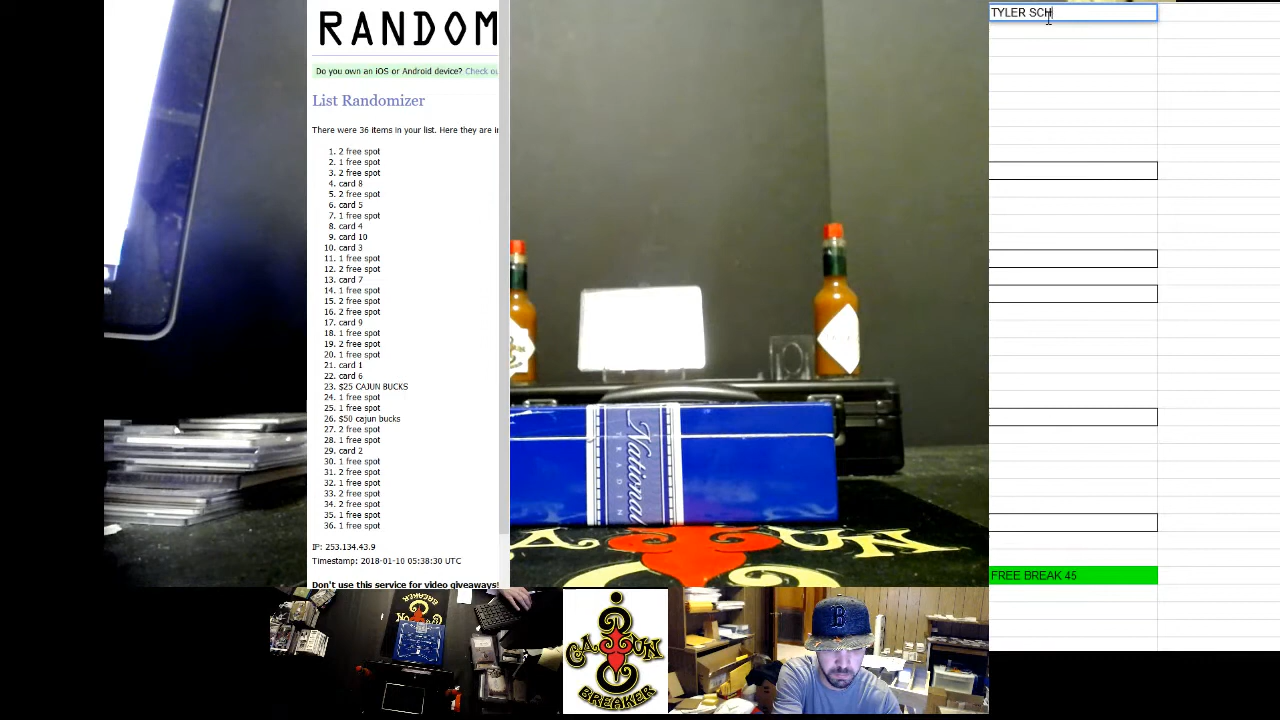 RANDOM
Do you own an iOS or Android device? Check ou
List Randomizer
There were 36 items in your list. Here they are in
1. 2 free spot
2. 1 free spot
3. 2 free spot
4. card 8
5. 2 free spot
6. card 5
7. 1 free spot
8. card 4
9. card 10
10. card 3
11. 1 free spot
12. 2 free spot
13. card 7
14. 1 free spot
15. 2 free spot
16. 2 free spot
17. card 9
18. 1 free spot
19. 2 free spot
20. 1 free spot
21. card 1
22. card 6
23. $25 CAJUN BUCKS
24. 1 free spot
25. 1 free spot
26. $50 cajun bucks
27. 2 free spot
28. 1 free spot
29. card 2
30. 1 free spot
31. 2 free spot
32. 1 free spot
33. 2 free spot
34. 2 free spot
35. 1 free spot
36. 1 free spot
IP: 253.134.43.9
Timestamp: 2018-01-10 05:38:30 UTC
Don't use this service for video giveaways!
National
TRADIN
CAJUN
CAJUN
BREAKER
B
TYLER SCH
FREE BREAK 45